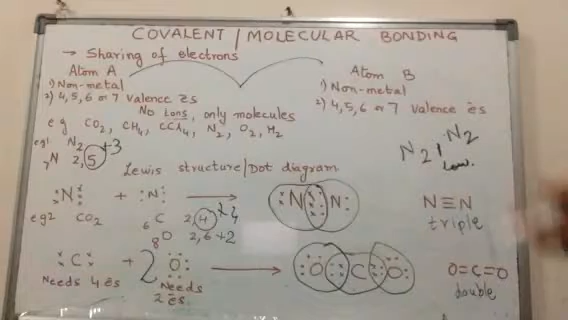 COVALENT / MOLECULAR BONDING
→ Sharing of electrons
Atom A
1) Non-metal
2) 4, 5, 6 or 7 valence ēs
Atom B
1) Non-metal
2) 4, 5, 6 or 7 valence ēs
No Ions, only molecules
eg CO₂, CH₄, CCl₄, N₂, O₂, H₂
eg1 N₂
₇N 2, 5 +3
N₂, N₂
Lewis structure/Dot diagram
N + N → N N
N≡N
triple
eg2 CO₂
₆C 2, 4 +4
₈O 2, 6 +2
C + 2 O → O C O
O=C=O
double
Needs 4 ēs
Needs 2 ēs